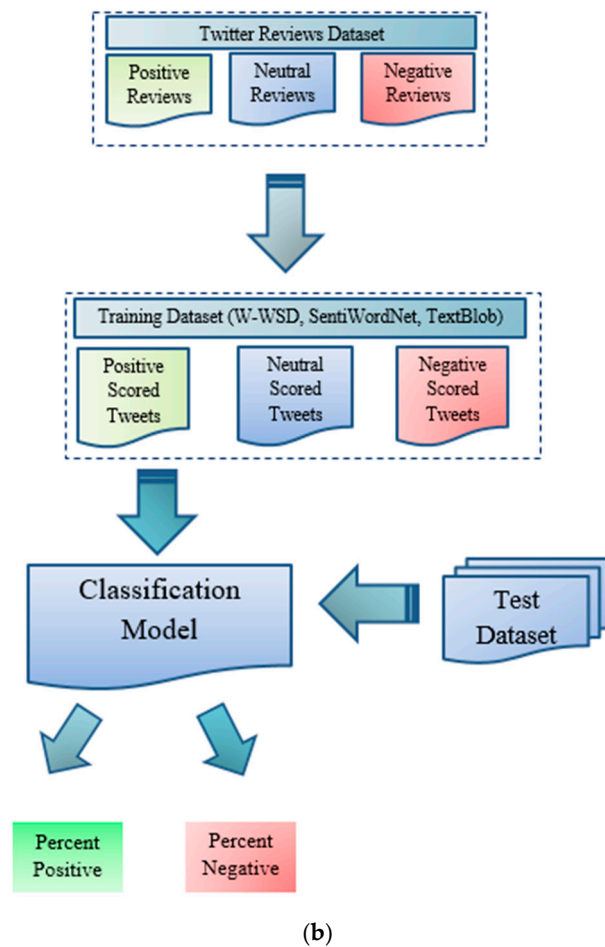 Twitter Reviews Dataset
Positive
Reviews
Neutral
Reviews
Negative
Reviews
Training Dataset (W-WSD, SentiWordNet, TextBlob)
Positive
Scored
Tweets
Neutral
Scored
Tweets
Negative
Scored
Tweets
Classification
Model
Test
Dataset
Percent
Positive
Percent
Negative
(b)